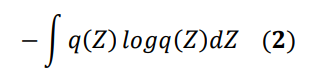 − ∫ q(Z) logq(Z)dZ (2)